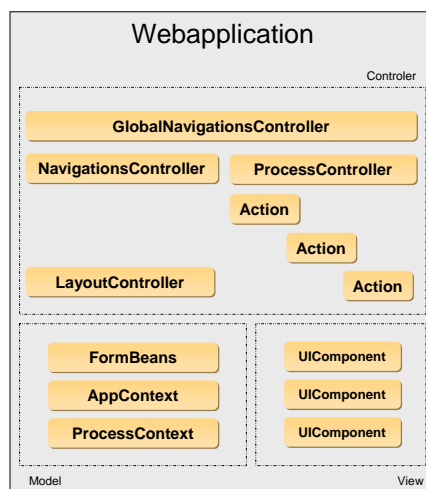 Webapplication
Controler
GlobalNavigationsController
NavigationsController
ProcessController
Action
Action
LayoutController
Action
FormBeans
AppContext
ProcessContext
UIComponent
UIComponent
UIComponent
Model
View